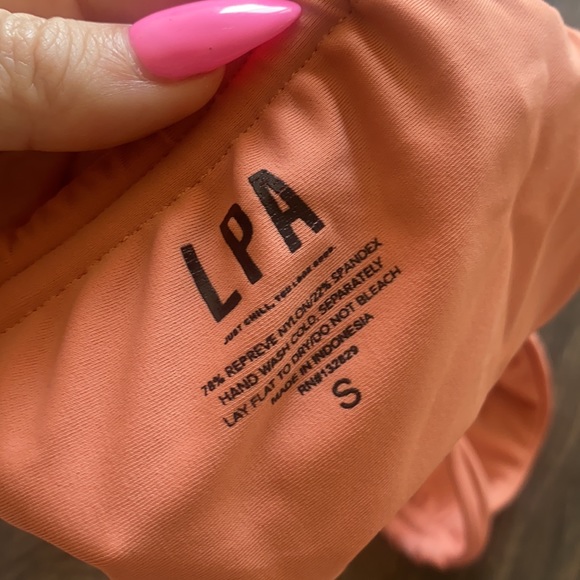 LPA
JUST CHILL. YOU LOOK GOOD.
78% REPREVE NYLON/22% SPANDEX
HAND WASH COLD, SEPARATELY
LAY FLAT TO DRY/DO NOT BLEACH
MADE IN INDONESIA
RN#132829
S